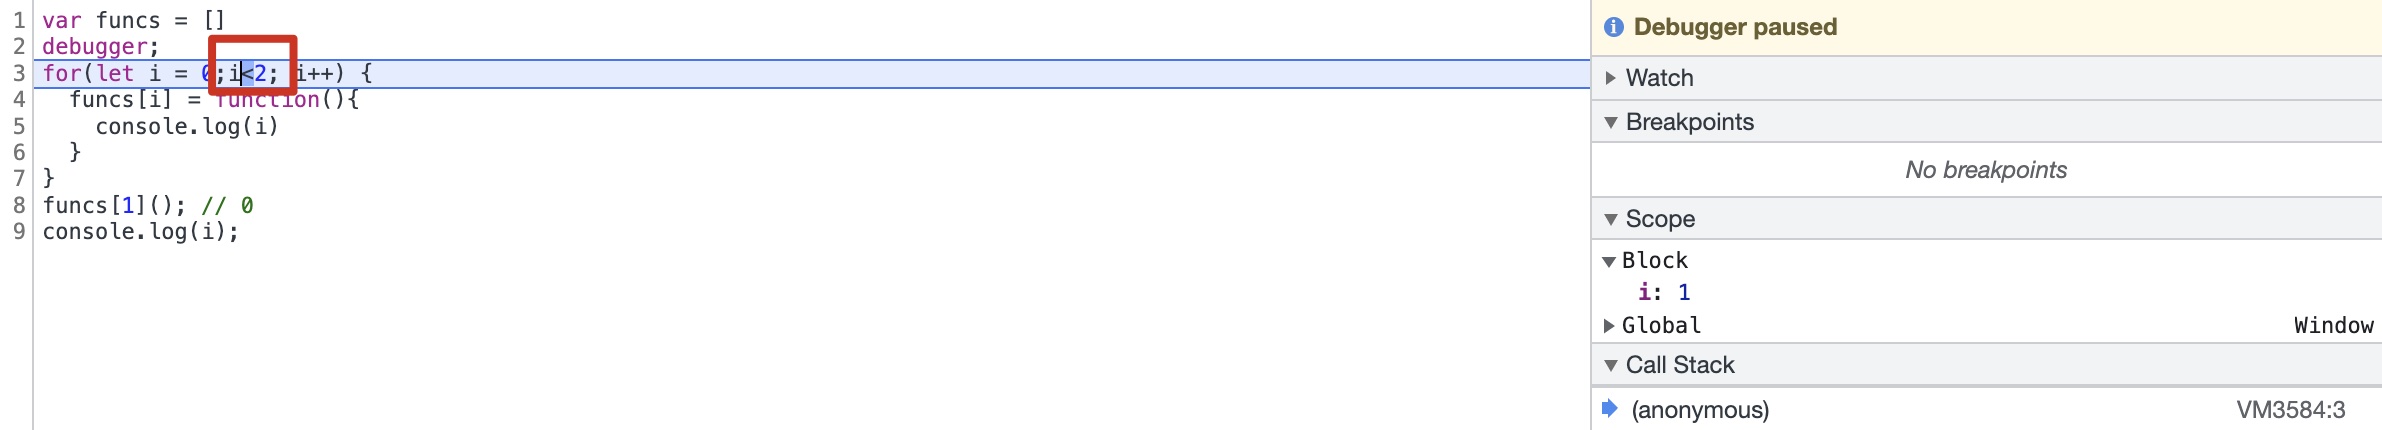 1 var funcs = []
2 debugger;
3 for(let i = 0;i<2; i++) {
4   funcs[i] = function(){
5     console.log(i)
6   }
7 }
8 funcs[1](); // 0
9 console.log(i);
Debugger paused
Watch
Breakpoints
No breakpoints
Scope
Block
i: 1
Global Window
Call Stack
(anonymous) VM3584:3